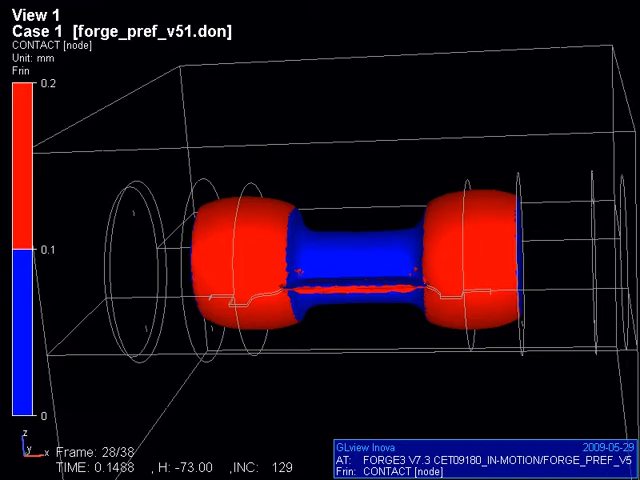 View 1
Case 1 [forge_pref_v51.don]
CONTACT [node]
Unit: mm
Frin
0.2
0.1
0
z
y
x
Frame: 28/38
TIME: 0.1488 , H: -73.00 ,INC: 129
GLview Inova 2009-05-29
AT: FORGE3 V7.3 CET09180_IN-MOTION/FORGE_PREF_V5
Frin: CONTACT [node]